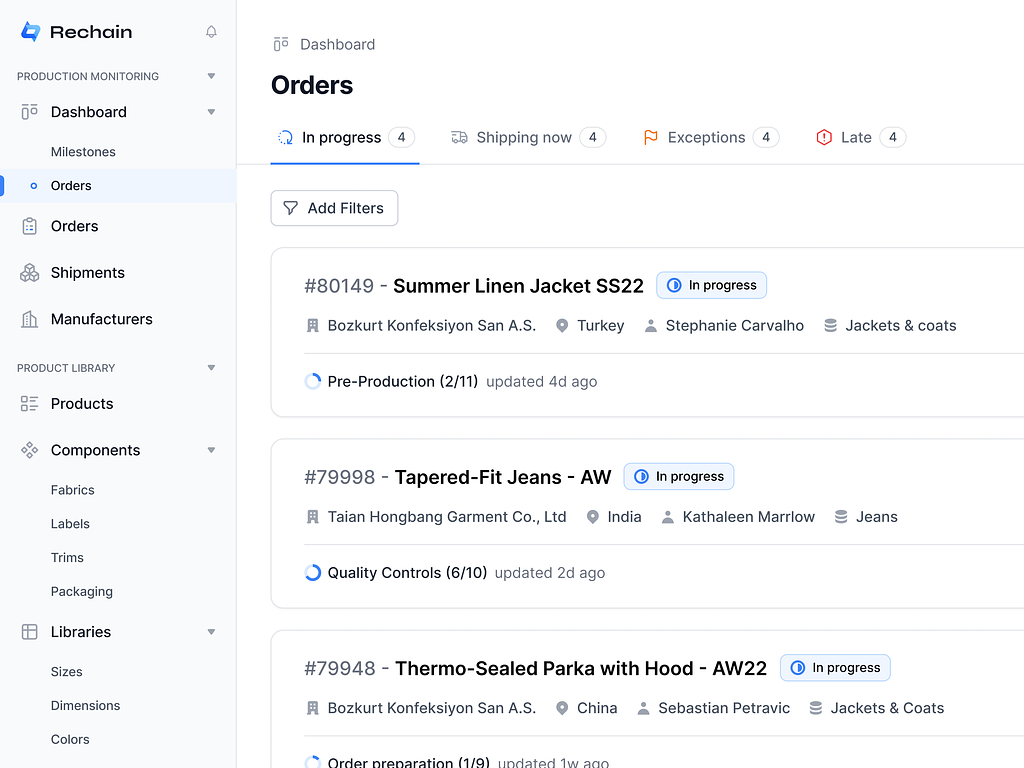 Rechain
PRODUCTION MONITORING
Dashboard
Milestones
Orders
Orders
Shipments
Manufacturers
PRODUCT LIBRARY
Products
Components
Fabrics
Labels
Trims
Packaging
Libraries
Sizes
Dimensions
Colors
Dashboard
Orders
In progress 4 Shipping now 4 Exceptions 4 Late 4
Add Filters
#80149 - Summer Linen Jacket SS22 In progress
Bozkurt Konfeksiyon San A.S. Turkey Stephanie Carvalho Jackets & coats
Pre-Production (2/11) updated 4d ago
#79998 - Tapered-Fit Jeans - AW In progress
Taian Hongbang Garment Co., Ltd India Kathaleen Marrlow Jeans
Quality Controls (6/10) updated 2d ago
#79948 - Thermo-Sealed Parka with Hood - AW22 In progress
Bozkurt Konfeksiyon San A.S. China Sebastian Petravic Jackets & Coats
Order preparation (1/9) updated 1w ago